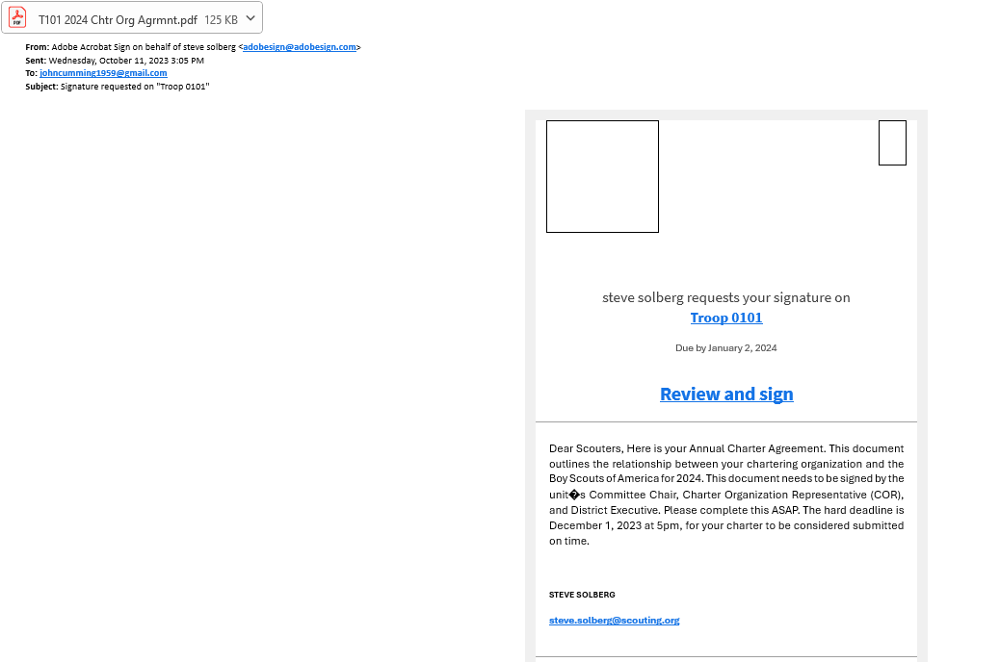 T101 2024 Chtr Org Agrmnt.pdf 125 KB
From: Adobe Acrobat Sign on behalf of steve solberg <adobesign@adobesign.com>
Sent: Wednesday, October 11, 2023 3:05 PM
To: johncumming1959@gmail.com
Subject: Signature requested on "Troop 0101"
steve solberg requests your signature on
Troop 0101
Due by January 2, 2024
Review and sign
Dear Scouters, Here is your Annual Charter Agreement. This document
outlines the relationship between your chartering organization and the
Boy Scouts of America for 2024. This document needs to be signed by the
unit�s Committee Chair, Charter Organization Representative (COR),
and District Executive. Please complete this ASAP. The hard deadline is
December 1, 2023 at 5pm, for your charter to be considered submitted
on time.
STEVE SOLBERG
steve.solberg@scouting.org